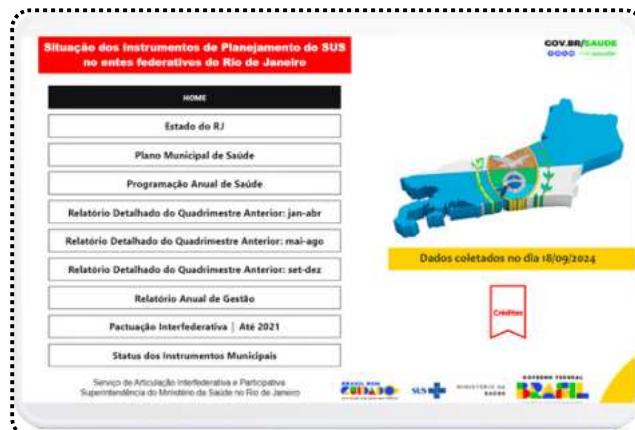 Situação dos Instrumentos de Planejamento do SUS
no entes federativos do Rio de Janeiro
GOV.BR/SAUDE
HOME
Estado do RJ
Plano Municipal de Saúde
Programação Anual de Saúde
Relatório Detalhado do Quadrimestre Anterior: jan-abr
Relatório Detalhado do Quadrimestre Anterior: mai-ago
Relatório Detalhado do Quadrimestre Anterior: set-dez
Relatório Anual de Gestão
Pactuação Interfederativa | Até 2021
Status dos Instrumentos Municipais
Dados coletados no dia 18/09/2024
Créditos
Serviço de Articulação Interfederativa e Participativa
Superintendência do Ministério da Saúde no Rio de Janeiro
BRASIL BEM
CUIDADO
SUS
MINISTÉRIO DA
SAÚDE
GOVERNO FEDERAL
BRASIL